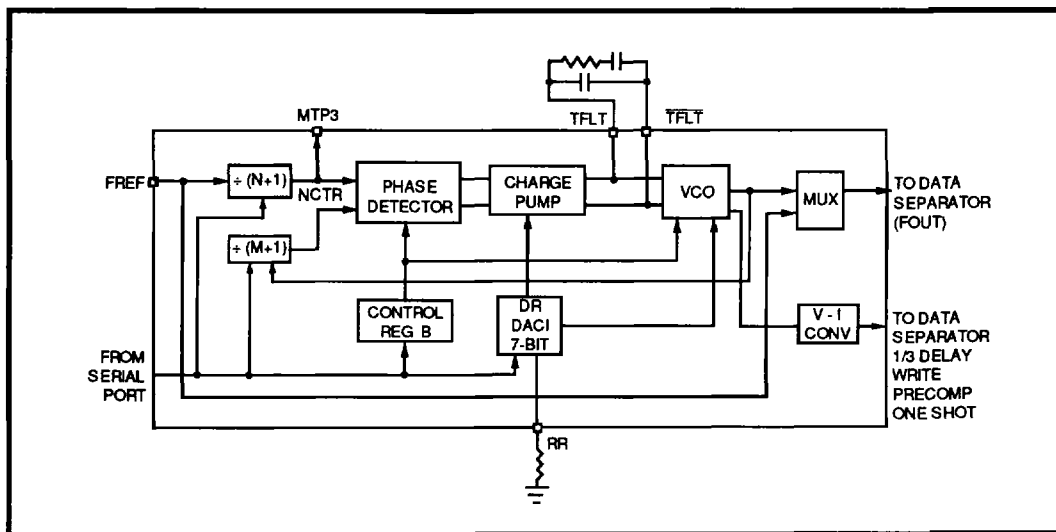 MTP3
TFLT
T̅F̅L̅T̅
FREF
÷ (N+1)
NCTR
PHASE
DETECTOR
CHARGE
PUMP
VCO
MUX
TO DATA
SEPARATOR
(FOUT)
÷ (M+1)
CONTROL
REG B
DR
DACI
7-BIT
V - I
CONV
TO DATA
SEPARATOR
1/3 DELAY
WRITE
PRECOMP
ONE SHOT
FROM
SERIAL
PORT
RR